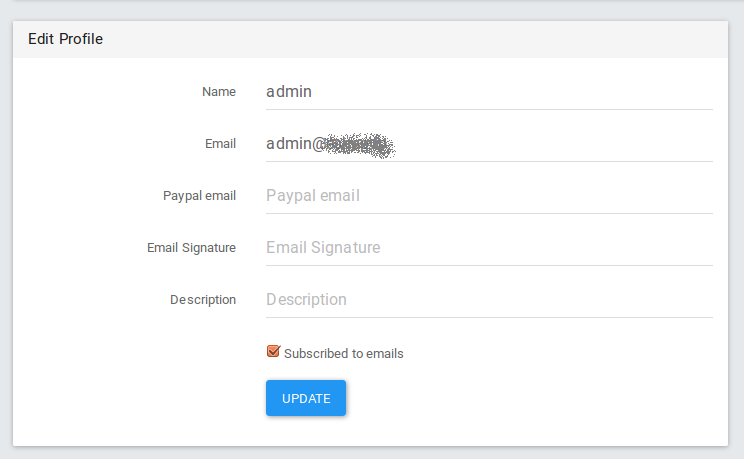 Edit Profile
Name admin
Email admin@
Paypal email Paypal email
Email Signature Email Signature
Description Description
Subscribed to emails
UPDATE